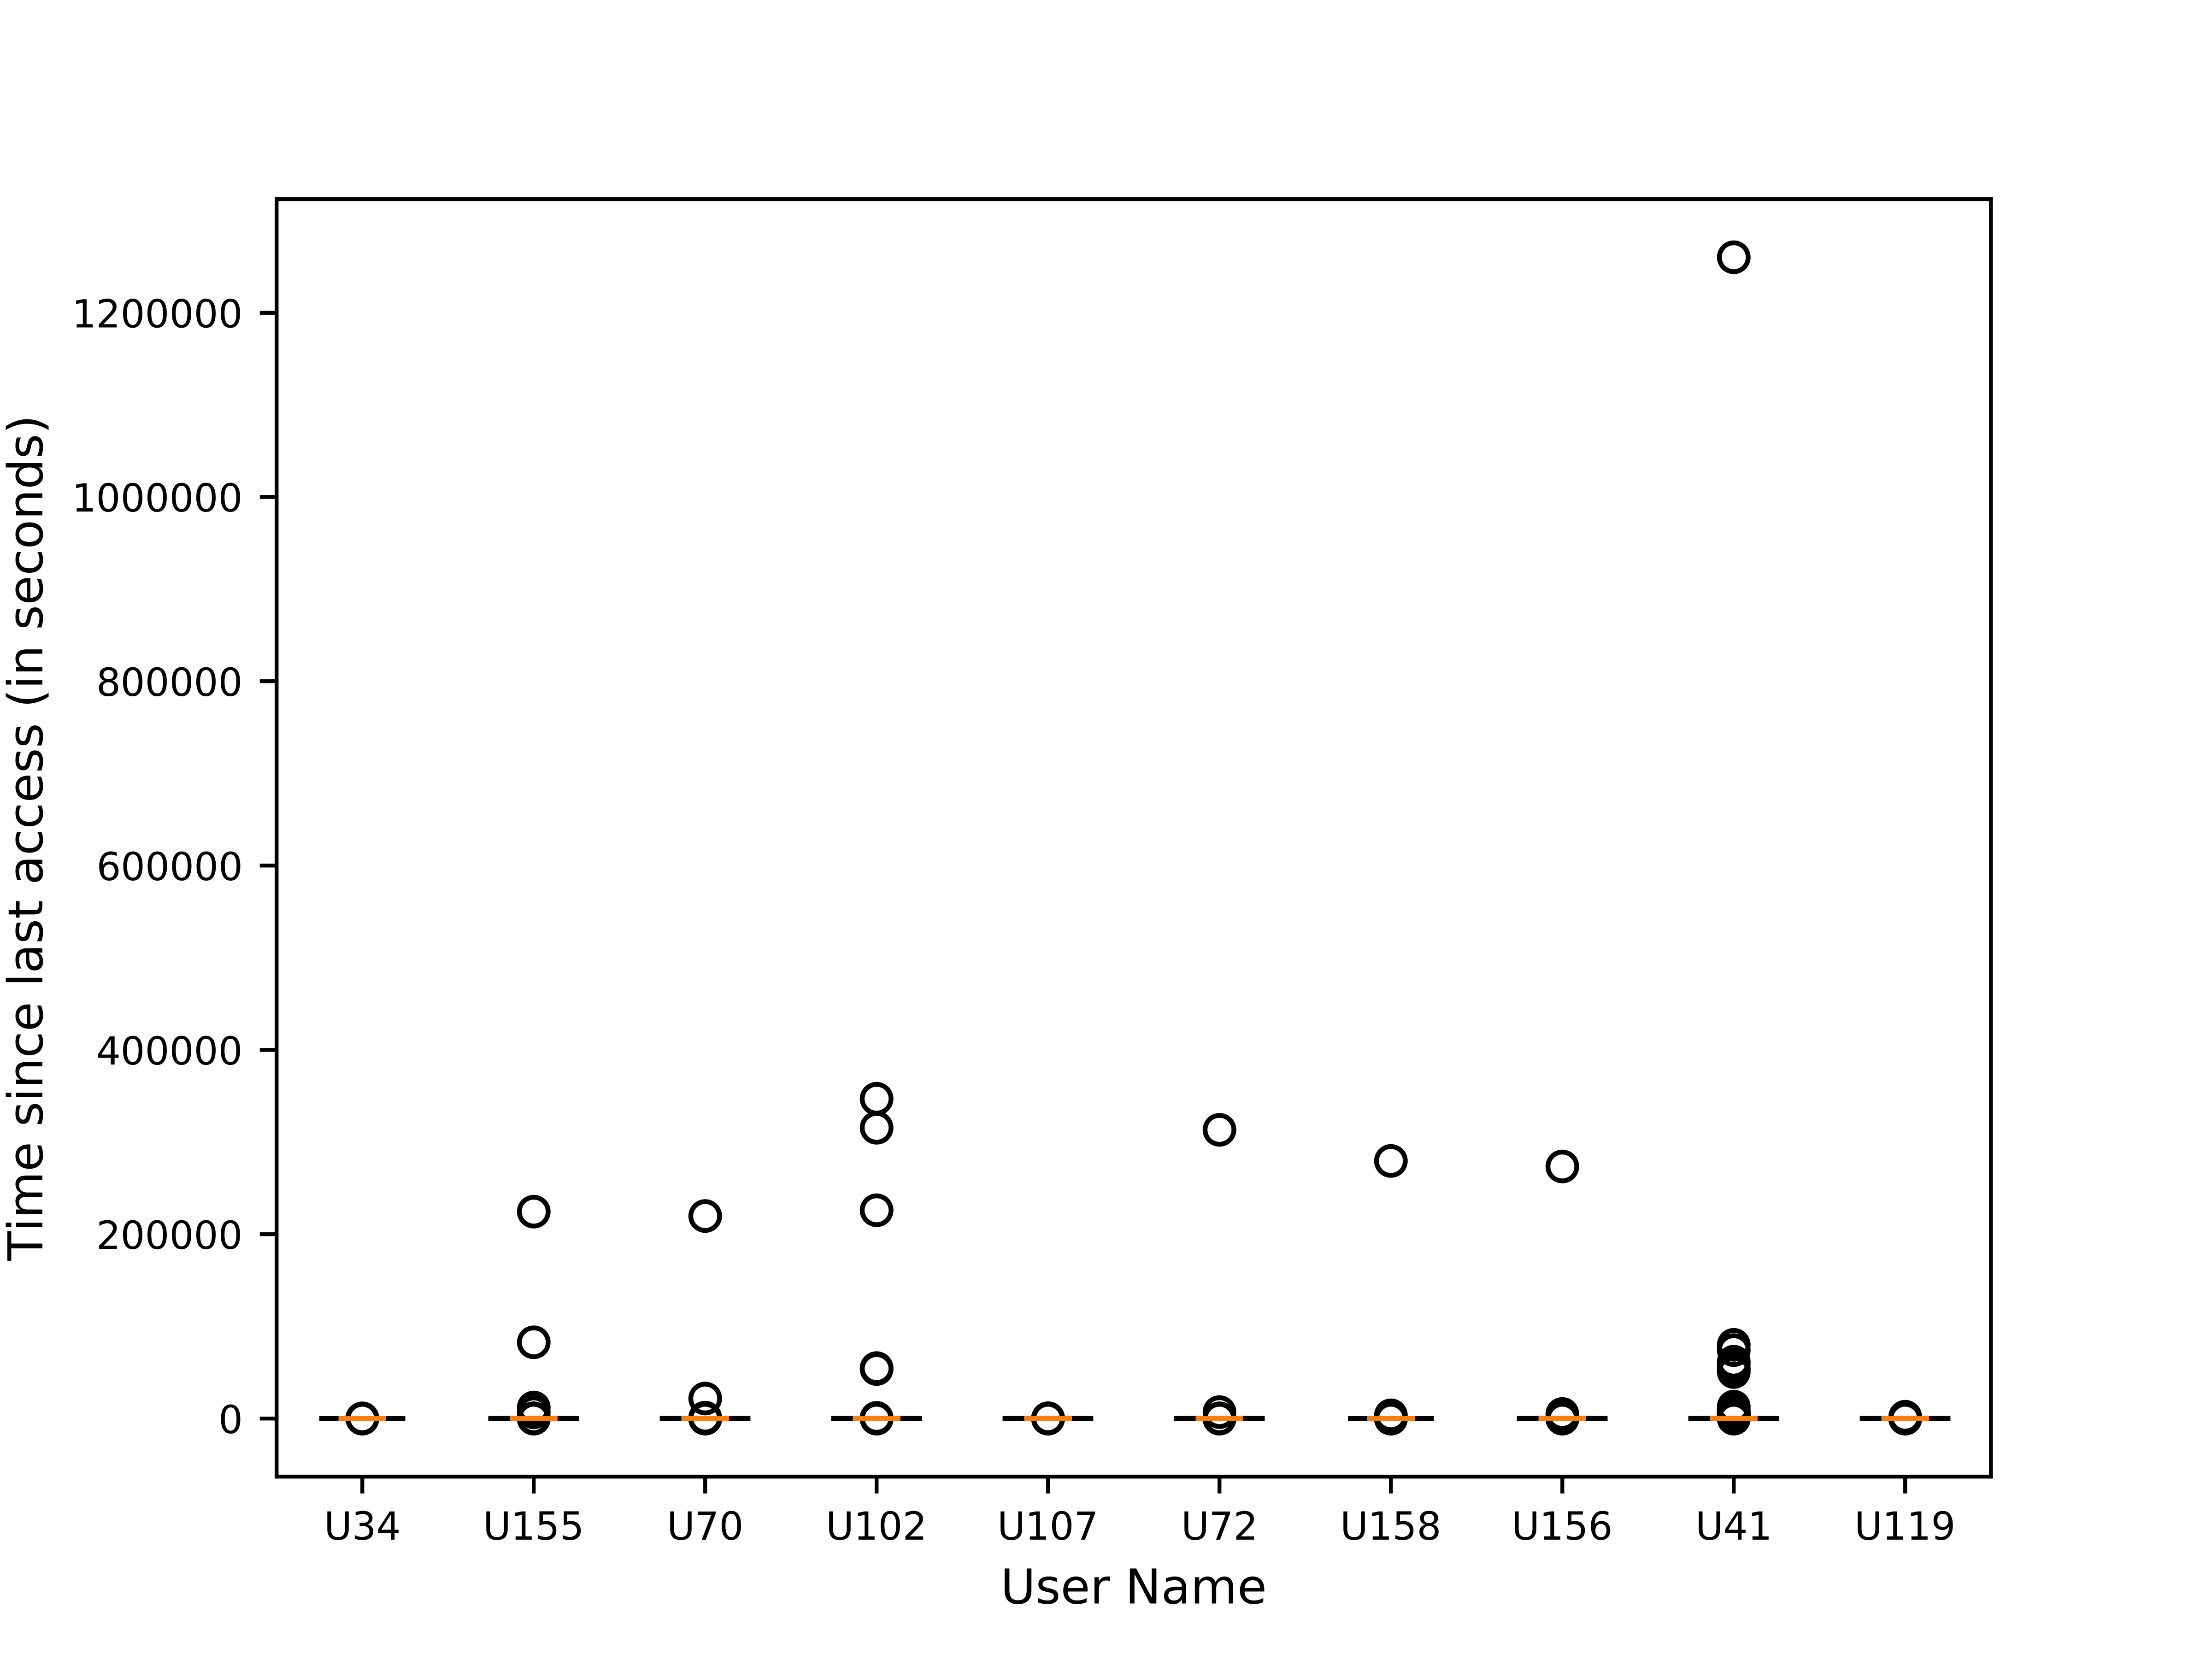 Time since last access (in seconds)
1200000
1000000
800000
600000
400000
200000
0
U34 U155 U70 U102 U107 U72 U158 U156 U41 U119
User Name